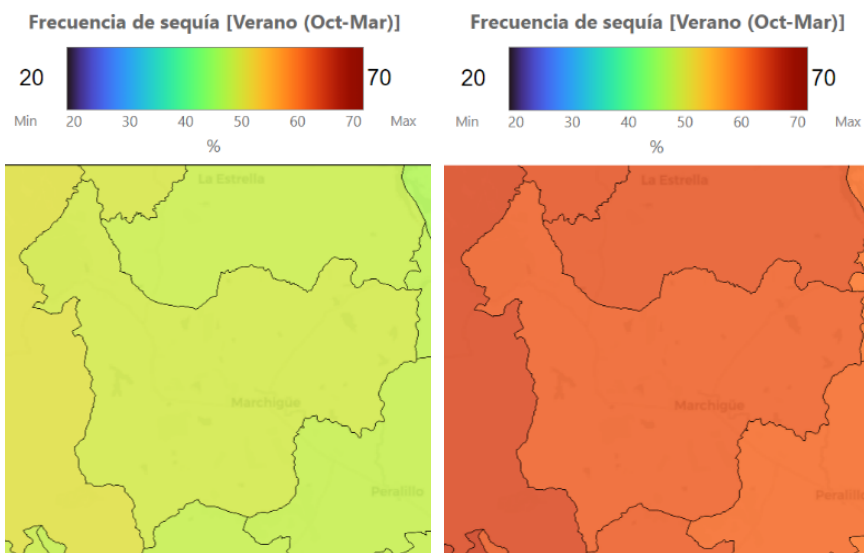 Frecuencia de sequía [Verano (Oct-Mar)]
20
70
Min
20
30
40
50
60
70
Max
%
La Estrella
Marchigüe
Peralillo
Frecuencia de sequía [Verano (Oct-Mar)]
20
70
Min
20
30
40
50
60
70
Max
%
La Estrella
Marchigüe
Peralillo